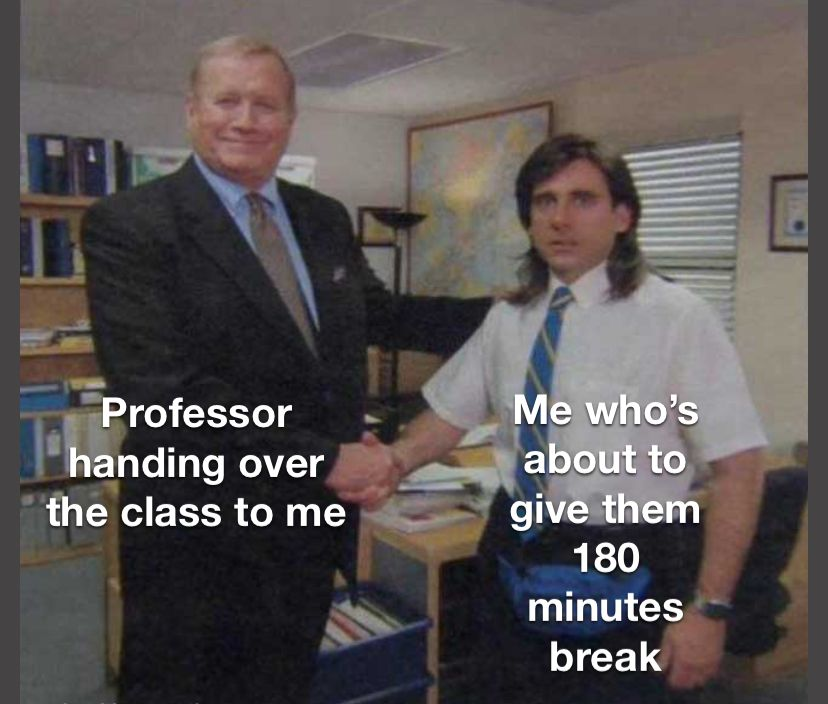 Professor
handing over
the class to me
Me who's
about to
give them
180
minutes
break